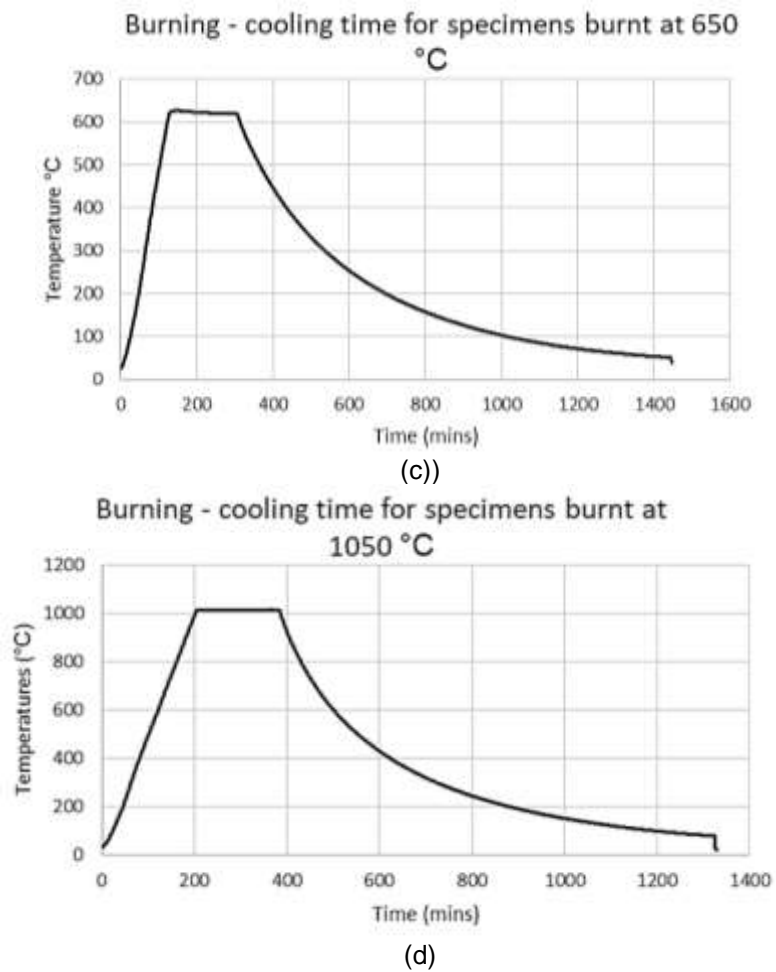 Burning - cooling time for specimens burnt at 650
°C
700
600
500
400
300
200
100
0
Temperature °C
0 200 400 600 800 1000 1200 1400 1600
Time (mins)
(c))
Burning - cooling time for specimens burnt at
1050 °C
1200
1000
800
600
400
200
0
Temperatures (°C)
0 200 400 600 800 1000 1200 1400
Time (mins)
(d)